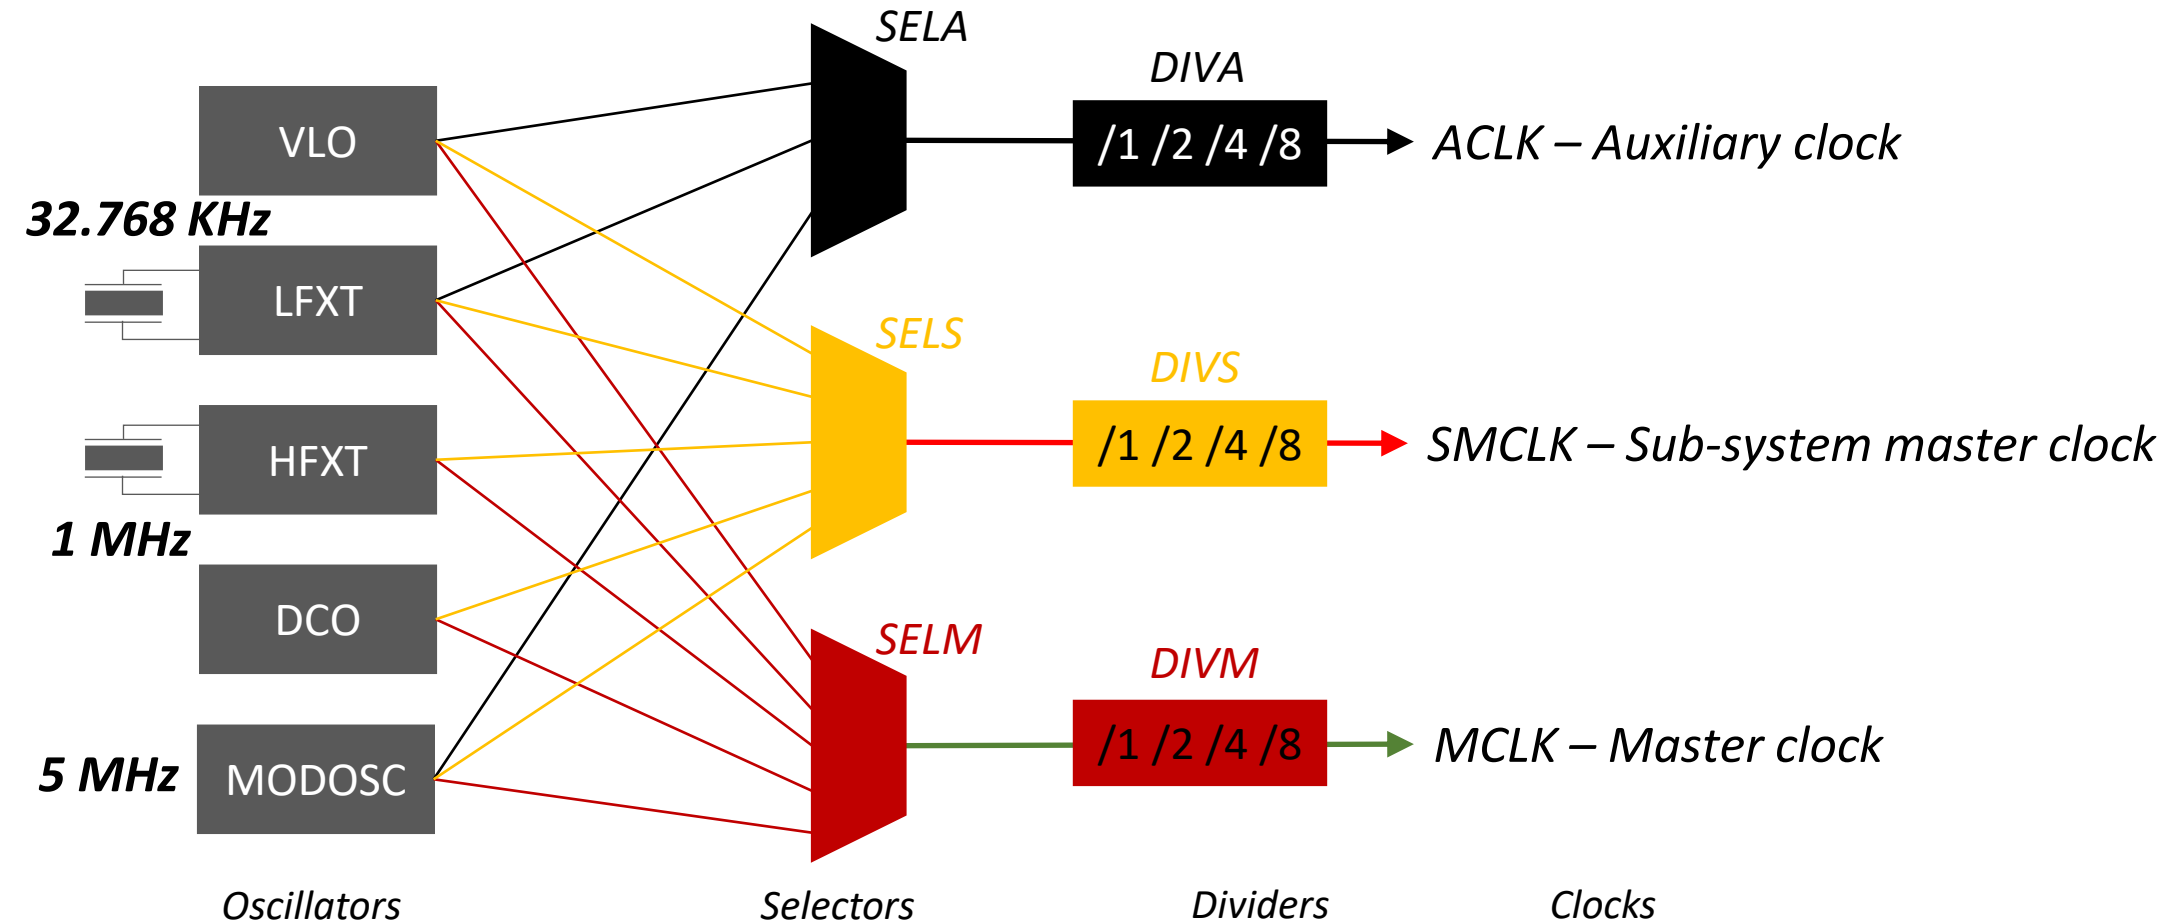 SELA
DIVA
VLO
/1 /2 /4 /8
ACLK – Auxiliary clock
32.768 KHz
LFXT
SELS
DIVS
HFXT
/1 /2 /4 /8
SMCLK – Sub-system master clock
1 MHz
DCO
SELM
DIVM
5 MHz
MODOSC
/1 /2 /4 /8
MCLK – Master clock
Oscillators
Selectors
Dividers
Clocks